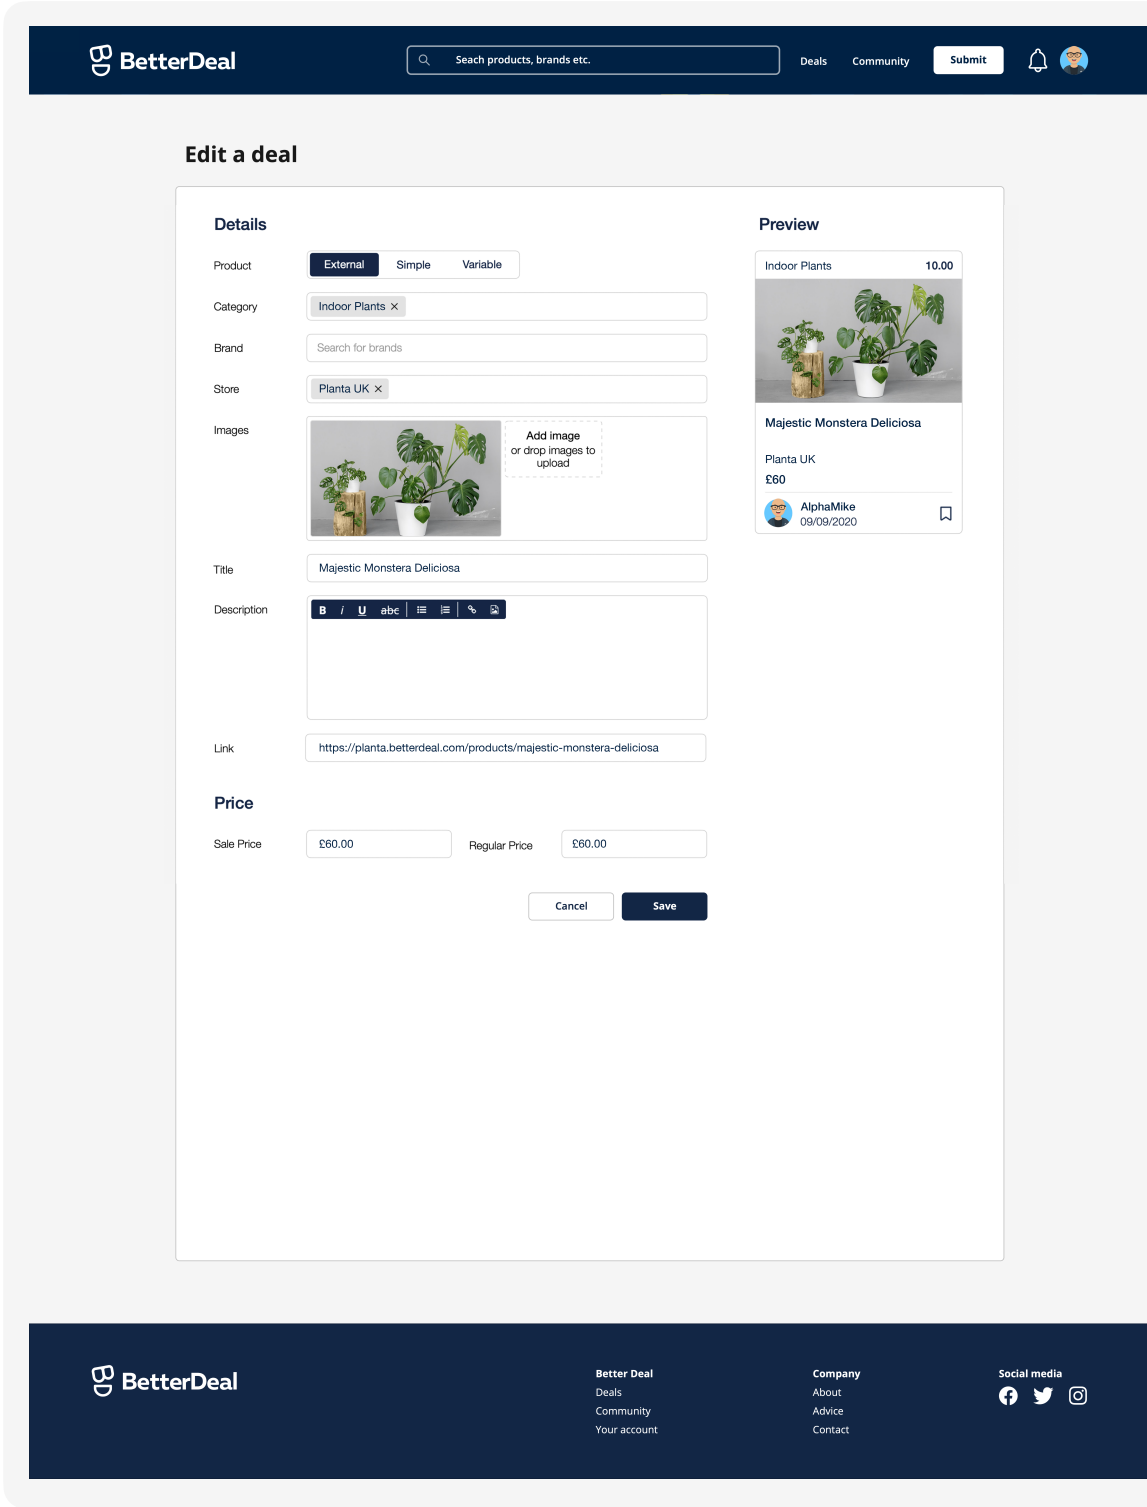 BetterDeal
Seach products, brands etc.
Deals
Community
Submit
Edit a deal
Details
Product
External
Simple
Variable
Category
Indoor Plants ×
Brand
Search for brands
Store
Planta UK ×
Images
Add image
or drop images to
upload
Title
Majestic Monstera Deliciosa
Description
B i U abc
Link
https://planta.betterdeal.com/products/majestic-monstera-deliciosa
Price
Sale Price
£60.00
Regular Price
£60.00
Cancel
Save
Preview
Indoor Plants
10.00
Majestic Monstera Deliciosa
Planta UK
£60
AlphaMike
09/09/2020
BetterDeal
Better Deal
Deals
Community
Your account
Company
About
Advice
Contact
Social media